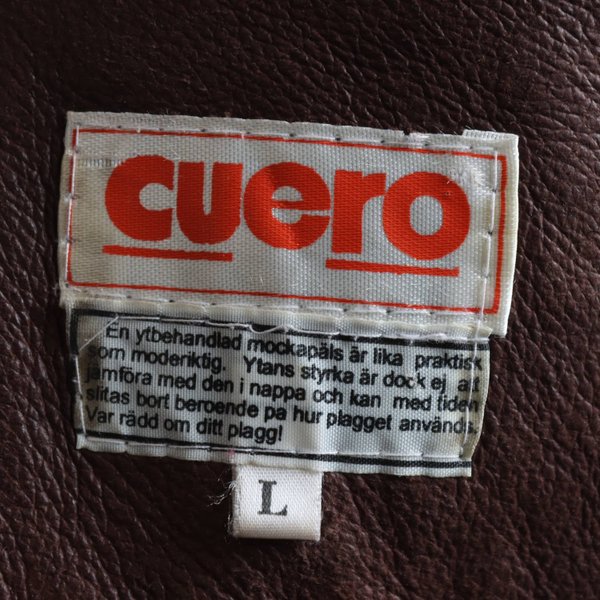 cuero
En ytbehandlad mockapäls är lika praktisk
som moderiktig. Ytans styrka är dock ej att
jämföra med den i nappa och kan med tiden
slitas bort beroende på hur plagget används.
Var rädd om ditt plagg!
L